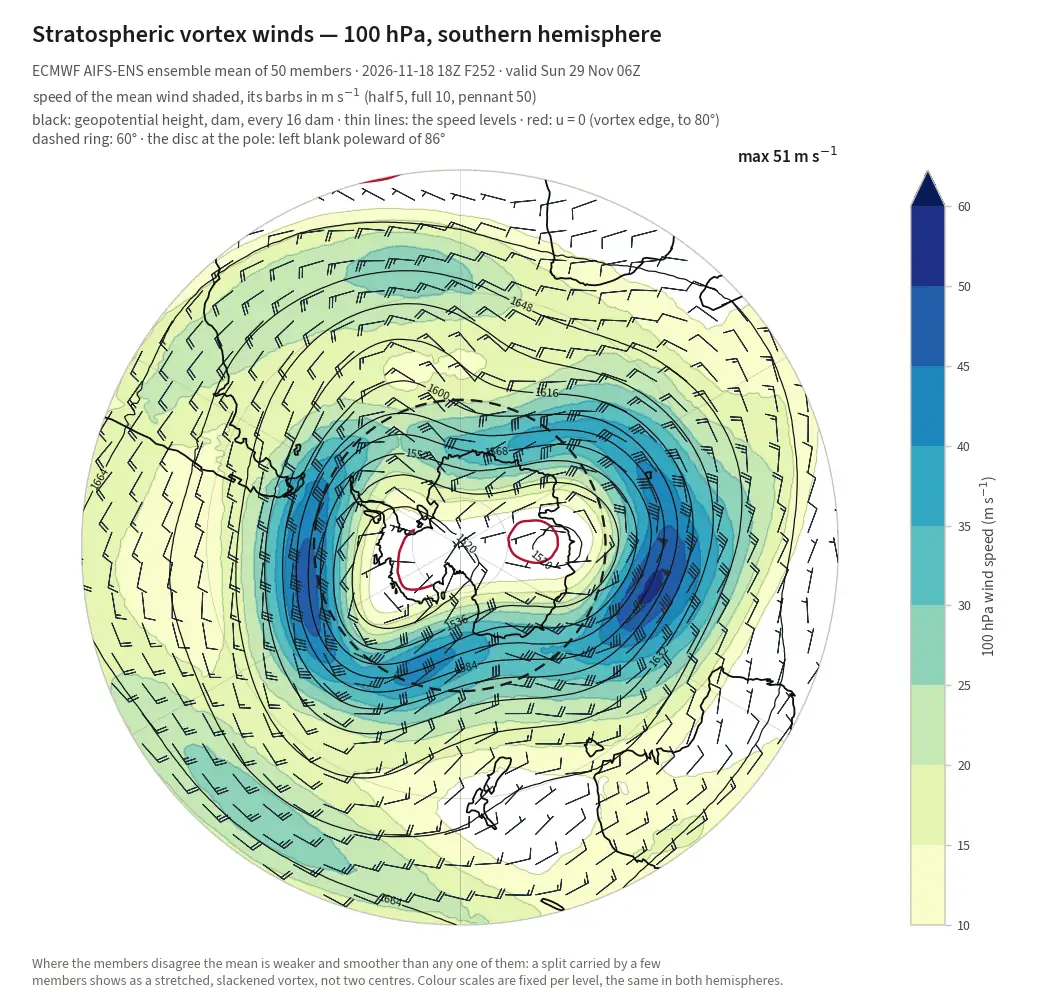 Stratospheric vortex winds — 100 hPa, southern hemisphere
ECMWF AIFS-ENS ensemble mean of 50 members · 2026-11-18 18Z F252 · valid Sun 29 Nov 06Z
speed of the mean wind shaded, its barbs in m s⁻¹ (half 5, full 10, pennant 50)
black: geopotential height, dam, every 16 dam · thin lines: the speed levels · red: u = 0 (vortex edge, to 80°)
dashed ring: 60° · the disc at the pole: left blank poleward of 86°
max 51 m s⁻¹
60
50
45
40
35
30
25
20
15
10
100 hPa wind speed (m s⁻¹)
1648
1600
1616
1568
1664
1520
1536
1584
1632
1664
Where the members disagree the mean is weaker and smoother than any one of them: a split carried by a few
members shows as a stretched, slackened vortex, not two centres. Colour scales are fixed per level, the same in both hemispheres.